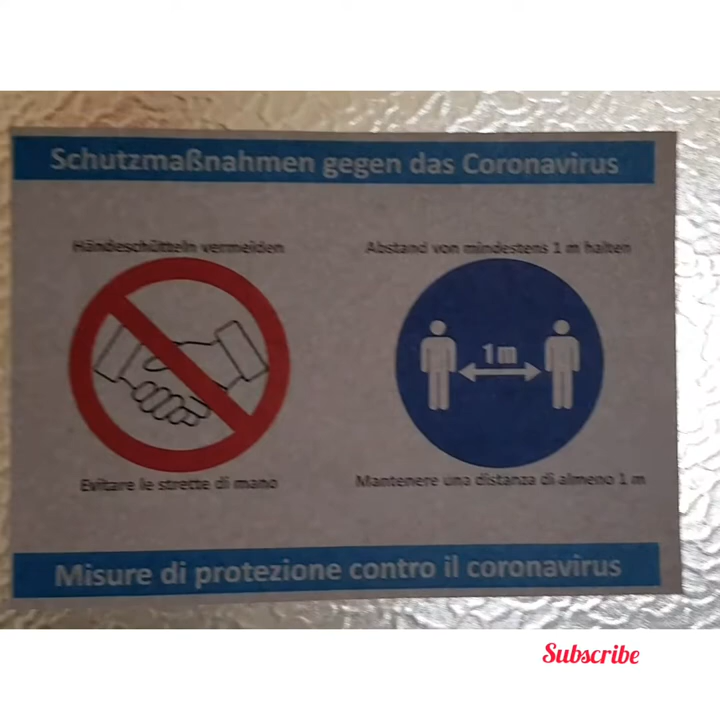 Schutzmaßnahmen gegen das Coronavirus
Händeschütteln vermeiden
Abstand von mindestens 1 m halten
1m
Evitare le strette di mano
Mantenere una distanza di almeno 1 m
Misure di protezione contro il coronavirus
Subscribe